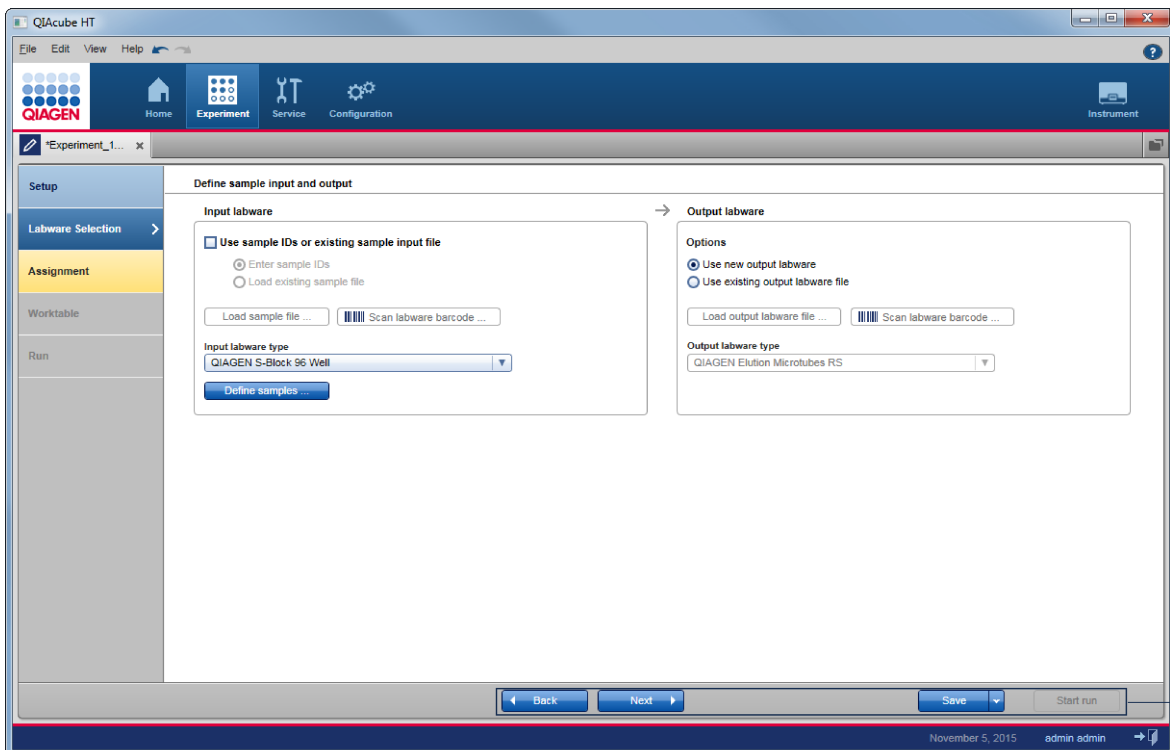 QIAcube HT
File Edit View Help
?
QIAGEN
Home Experiment Service Configuration Instrument
*Experiment_1... x
Setup
Labware Selection
Assignment
Worktable
Run
Define sample input and output
Input labware
Use sample IDs or existing sample input file
Enter sample IDs
Load existing sample file
Load sample file ... Scan labware barcode ...
Input labware type
QIAGEN S-Block 96 Well
Define samples ...
Output labware
Options
Use new output labware
Use existing output labware file
Load output labware file ... Scan labware barcode ...
Output labware type
QIAGEN Elution Microtubes RS
Back Next Save Start run
November 5, 2015 admin admin